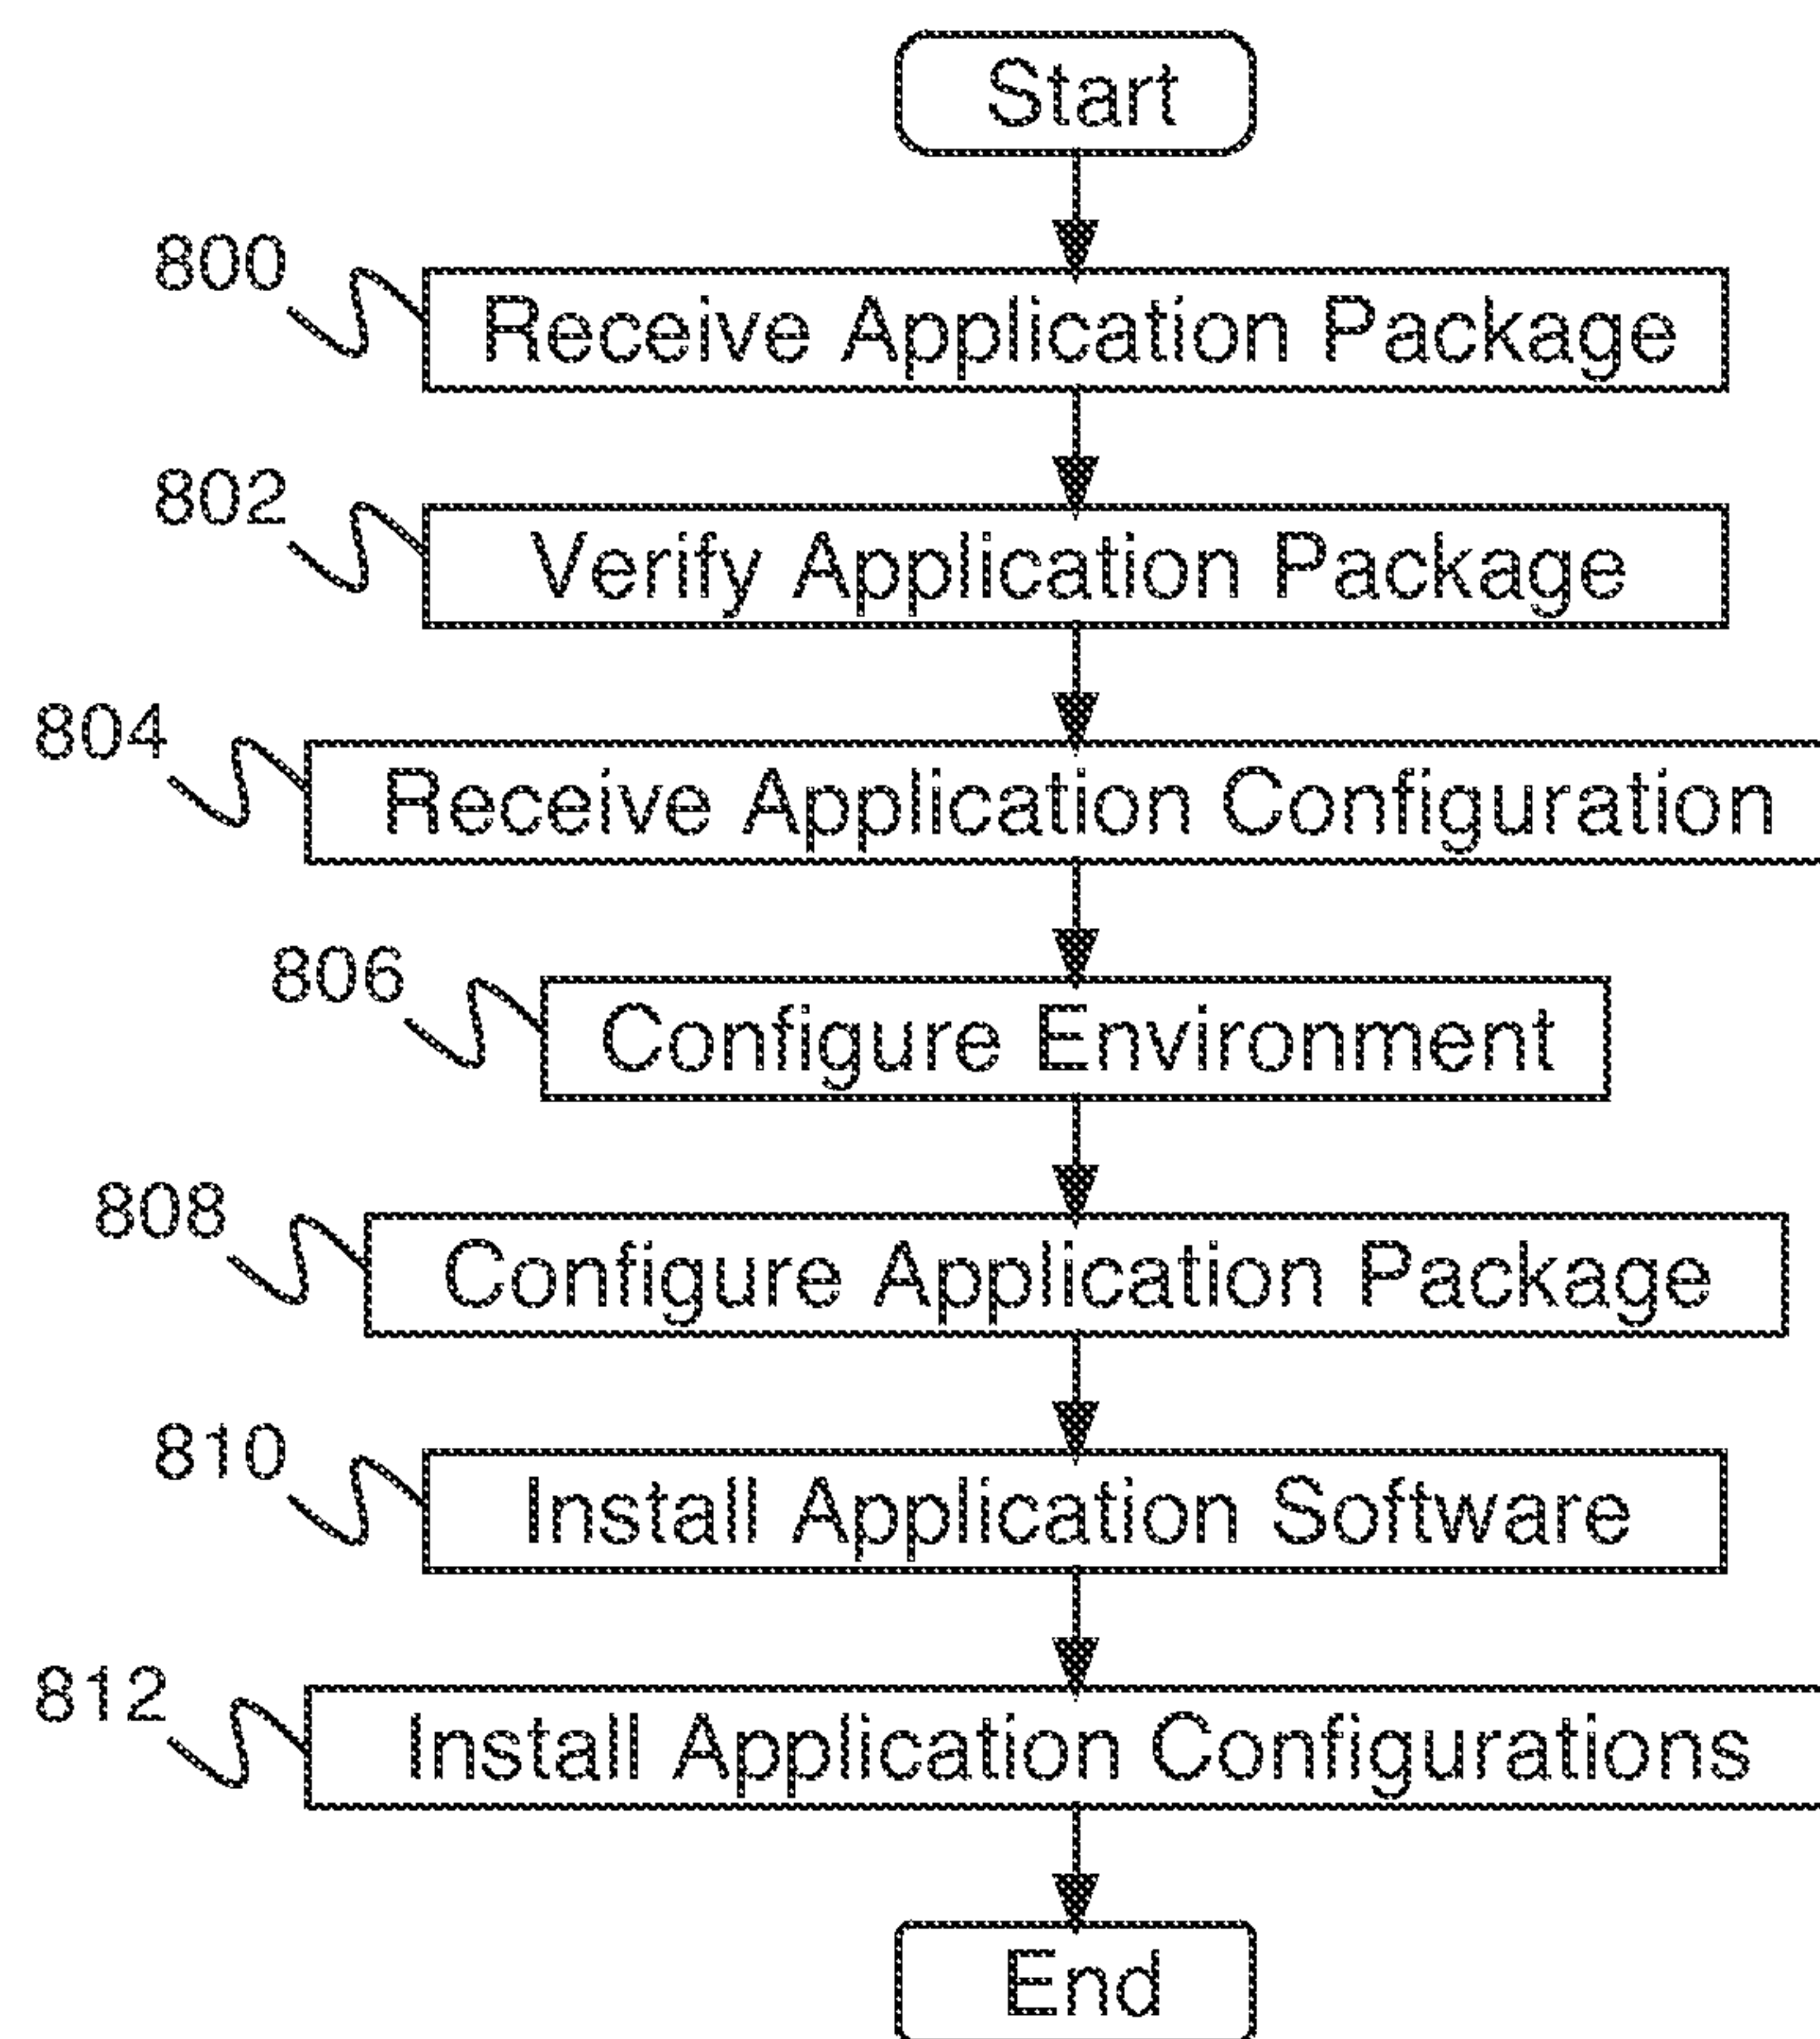 Start
800
Receive Application Package
802
Verify Application Package
804
Receive Application Configuration
806
Configure Environment
808
Configure Application Package
810
Install Application Software
812
Install Application Configurations
End